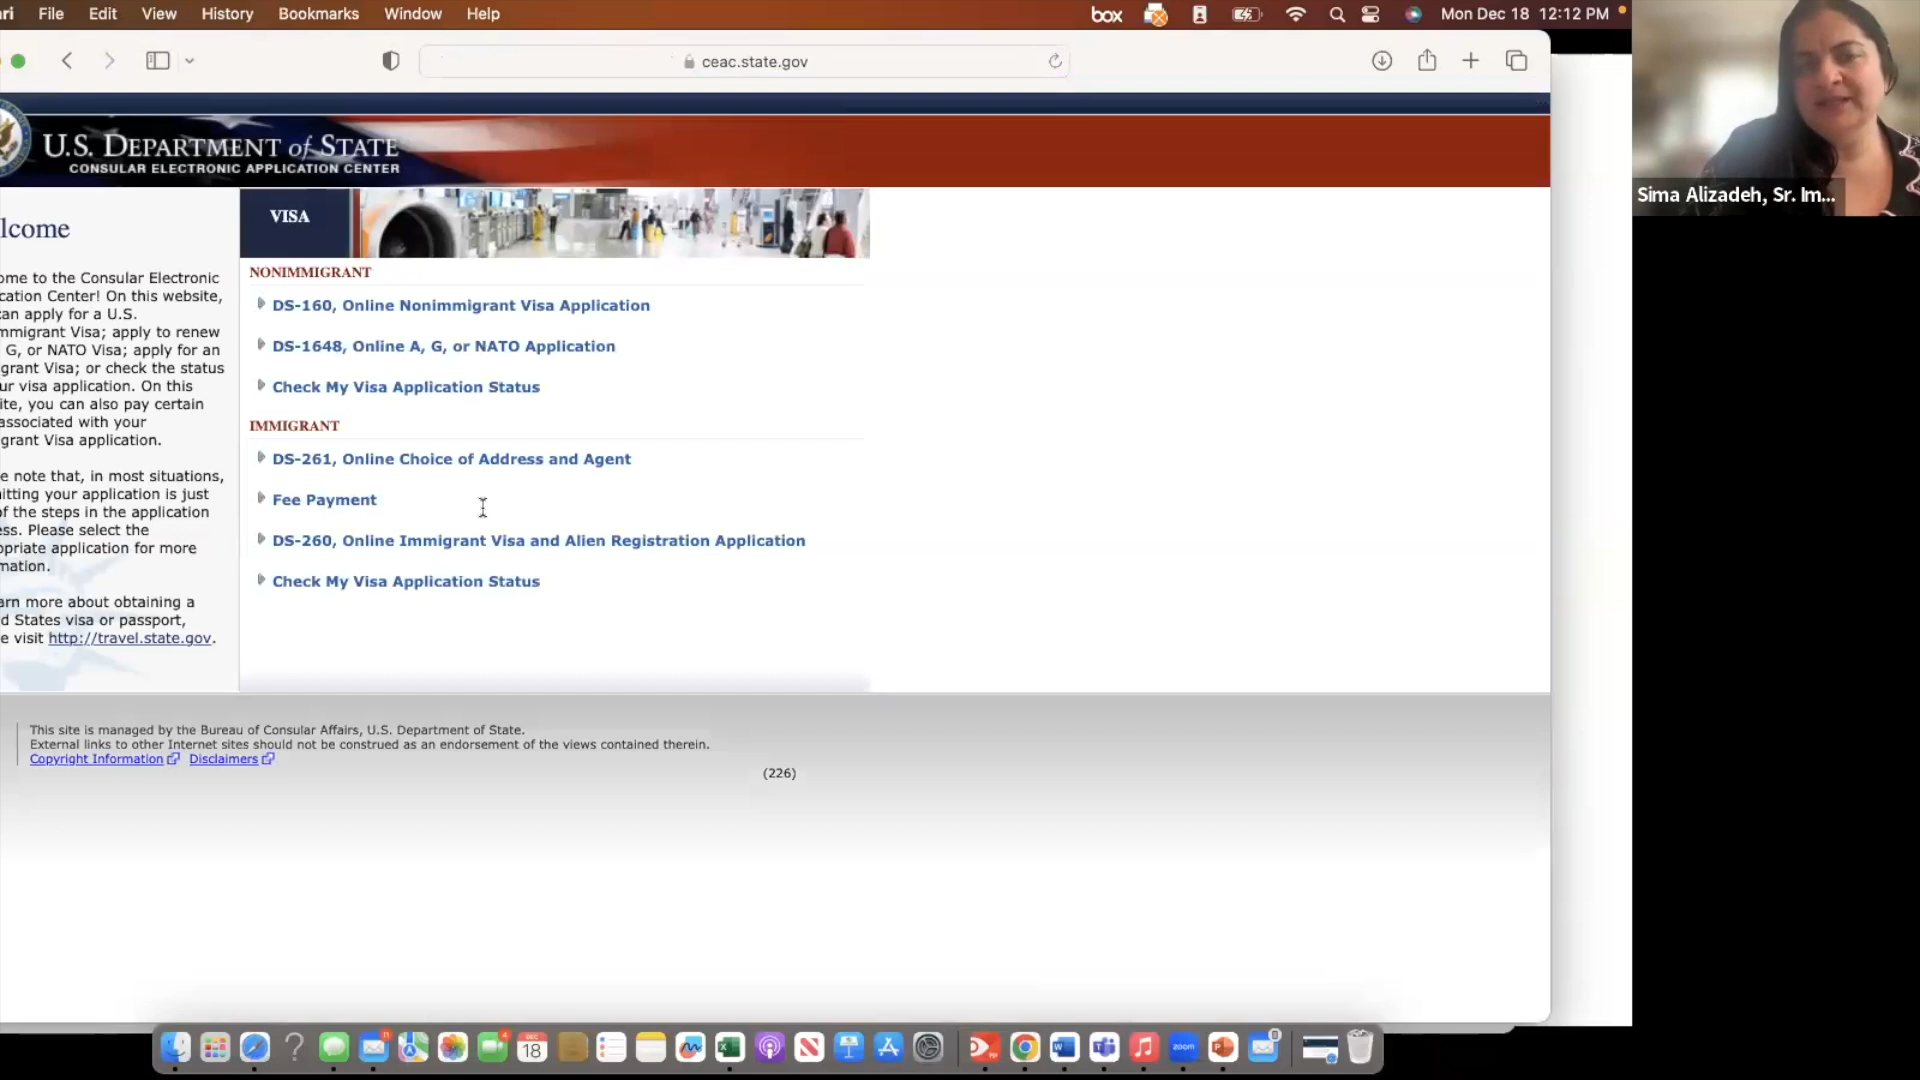 ri File Edit View History Bookmarks Window Help
box
Mon Dec 18 12:12 PM
ceac.state.gov
U.S. DEPARTMENT of STATE
CONSULAR ELECTRONIC APPLICATION CENTER
lcome
ome to the Consular Electronic
cation Center! On this website,
can apply for a U.S.
mmigrant Visa; apply to renew
G, or NATO Visa; apply for an
grant Visa; or check the status
ur visa application. On this
ite, you can also pay certain
associated with your
grant Visa application.
e note that, in most situations,
itting your application is just
of the steps in the application
ess. Please select the
opriate application for more
mation.
arn more about obtaining a
d States visa or passport,
e visit http://travel.state.gov.
VISA
NONIMMIGRANT
DS-160, Online Nonimmigrant Visa Application
DS-1648, Online A, G, or NATO Application
Check My Visa Application Status
IMMIGRANT
DS-261, Online Choice of Address and Agent
Fee Payment
DS-260, Online Immigrant Visa and Alien Registration Application
Check My Visa Application Status
This site is managed by the Bureau of Consular Affairs, U.S. Department of State.
External links to other Internet sites should not be construed as an endorsement of the views contained therein.
Copyright Information Disclaimers
(226)
Sima Alizadeh, Sr. Im...
11
4
DEC
18
zoom